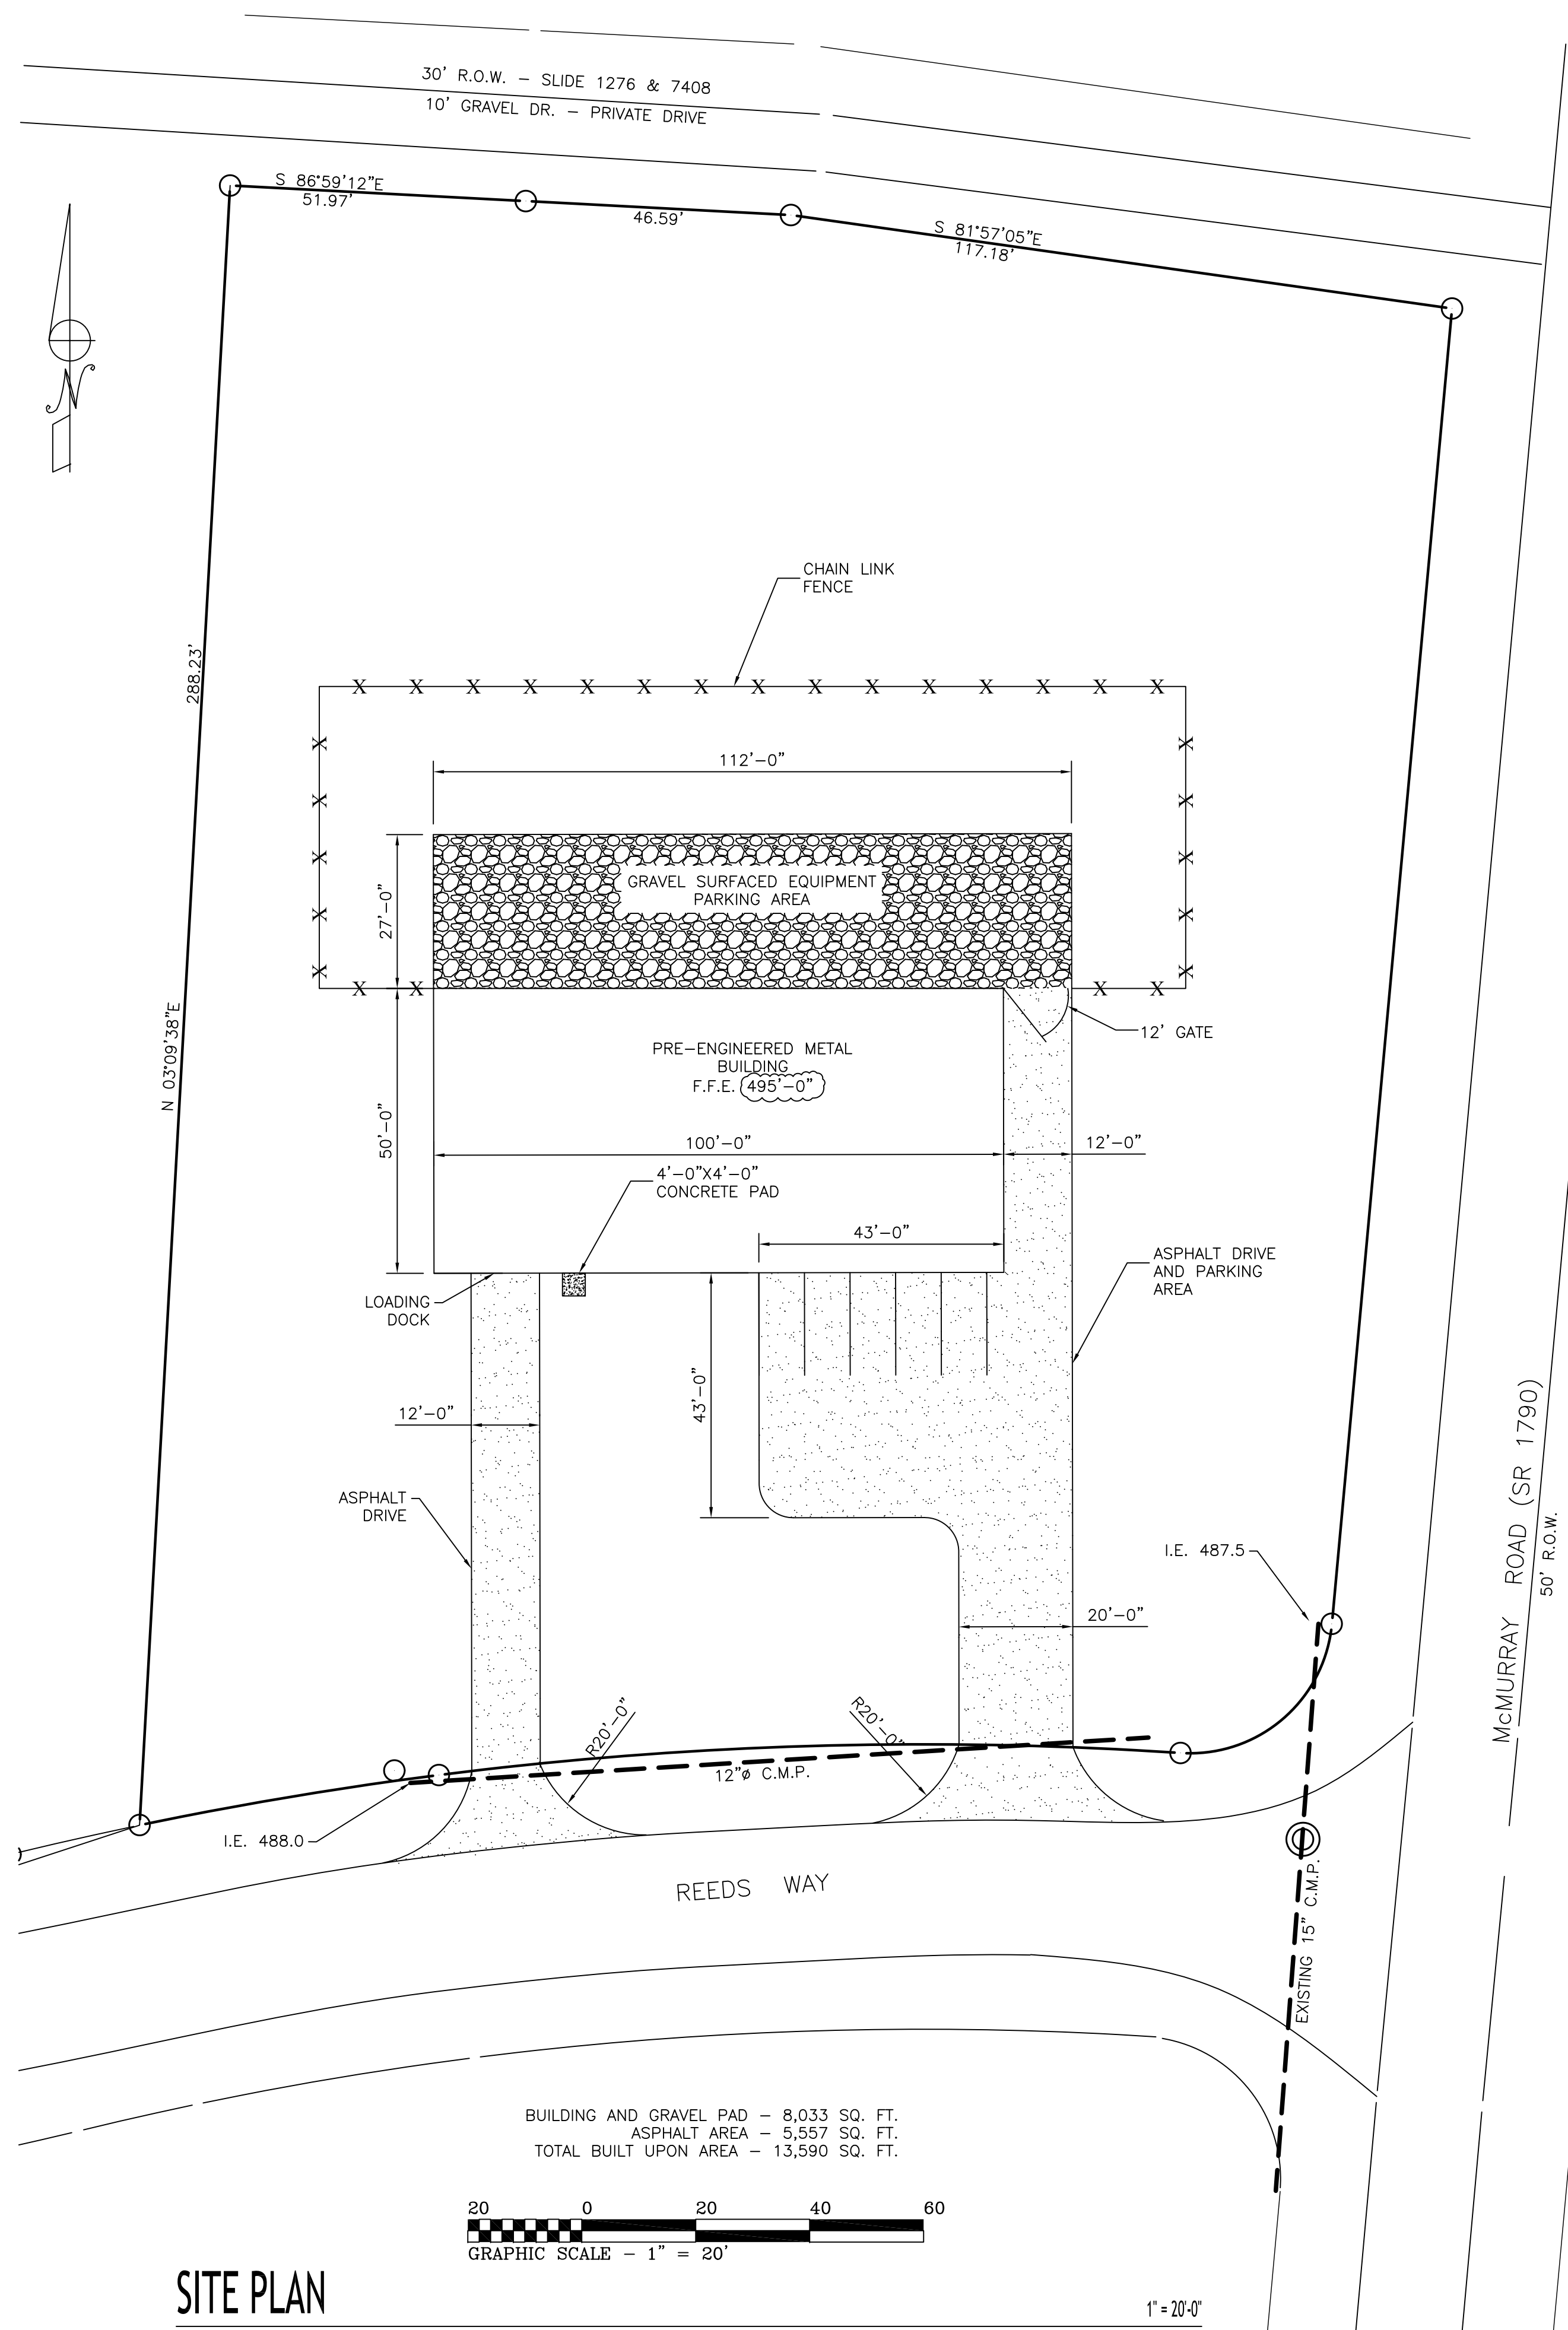 30' R.O.W. – SLIDE 1276 & 7408
10' GRAVEL DR. – PRIVATE DRIVE
S 86°59'12"E
51.97'
46.59'
S 81°57'05"E
117.18'
N
CHAIN LINK
FENCE
288.23'
N 03°09'38"E
112'–0"
GRAVEL SURFACED EQUIPMENT
PARKING AREA
27'–0"
12' GATE
PRE–ENGINEERED METAL
BUILDING
F.F.E. 495'–0"
50'–0"
100'–0"
12'–0"
4'–0"X4'–0"
CONCRETE PAD
43'–0"
ASPHALT DRIVE
AND PARKING
AREA
LOADING
DOCK
43'–0"
12'–0"
ASPHALT
DRIVE
I.E. 487.5
20'–0"
R20'–0"
R20'–0"
12"ø C.M.P.
I.E. 488.0
McMURRAY ROAD (SR 1790)
50' R.O.W.
REEDS WAY
EXISTING 15" C.M.P.
BUILDING AND GRAVEL PAD – 8,033 SQ. FT.
ASPHALT AREA – 5,557 SQ. FT.
TOTAL BUILT UPON AREA – 13,590 SQ. FT.
20 0 20 40 60
GRAPHIC SCALE – 1" = 20'
SITE PLAN
1" = 20'-0"